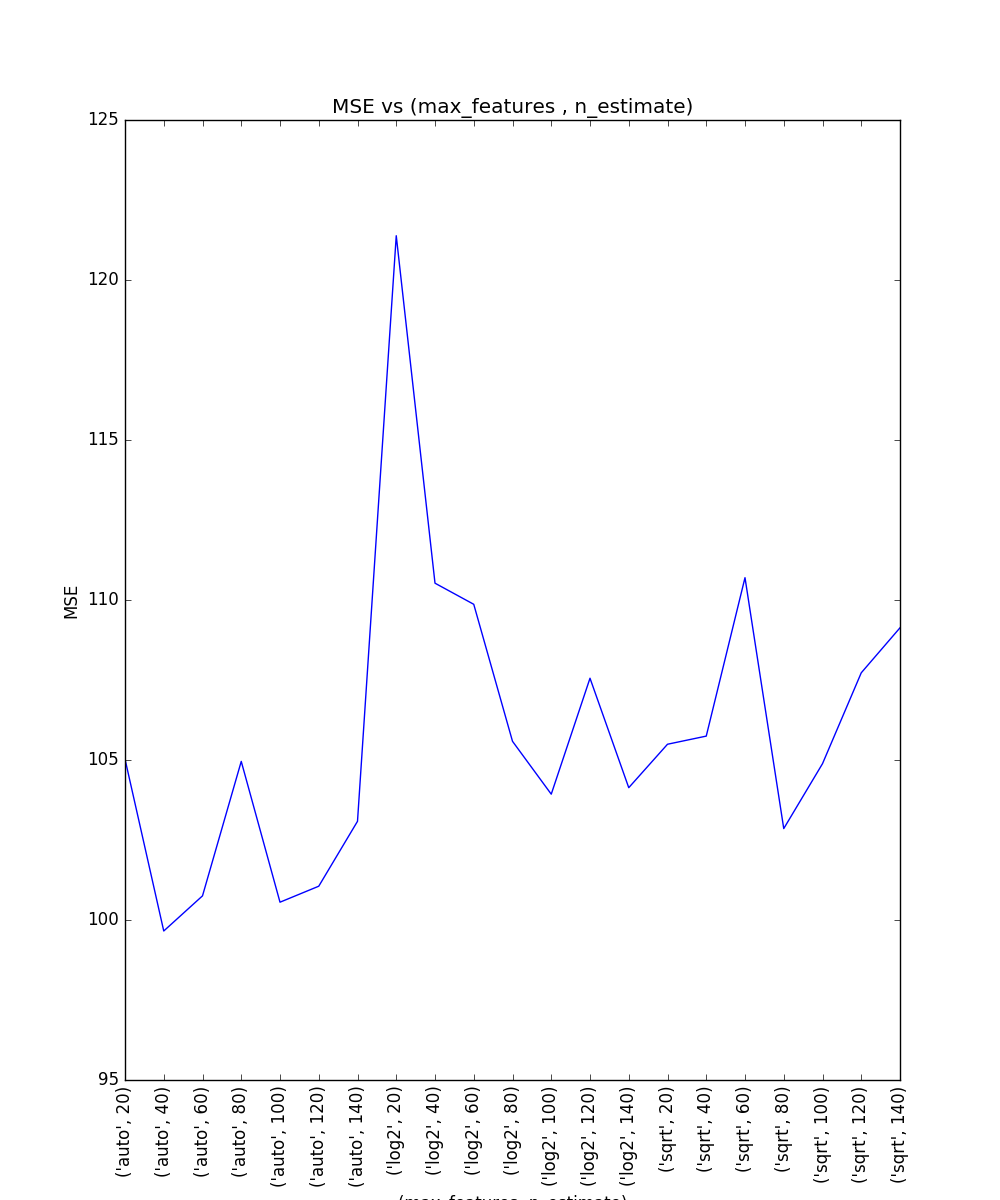 MSE vs (max_features , n_estimate)
125
120
115
110
105
100
95
MSE
('auto', 20)
('auto', 40)
('auto', 60)
('auto', 80)
('auto', 100)
('auto', 120)
('auto', 140)
('log2', 20)
('log2', 40)
('log2', 60)
('log2', 80)
('log2', 100)
('log2', 120)
('log2', 140)
('sqrt', 20)
('sqrt', 40)
('sqrt', 60)
('sqrt', 80)
('sqrt', 100)
('sqrt', 120)
('sqrt', 140)
(max_features, n_estimate)